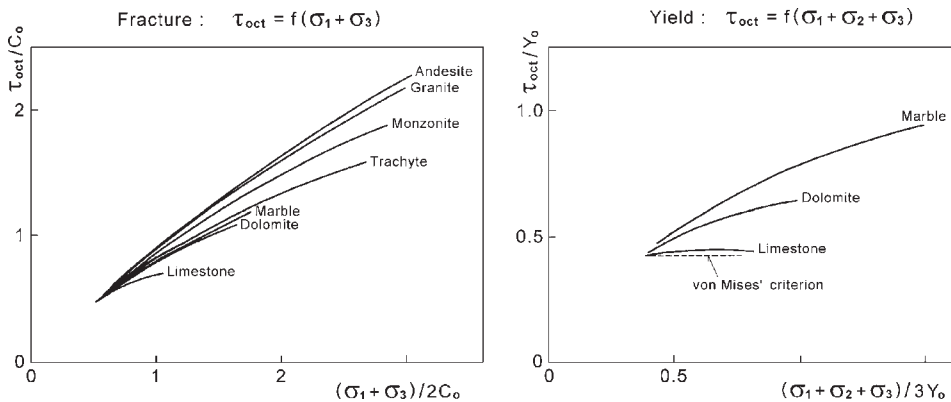 Fracture : τoct = f(σ1 + σ3)
τoct/Co
2
1
0
Andesite
Granite
Monzonite
Trachyte
Marble
Dolomite
Limestone
0
1
2
(σ1 + σ3)/2Co
Yield : τoct = f(σ1 + σ2 + σ3)
τoct/Yo
1.0
0.5
0
Marble
Dolomite
Limestone
von Mises' criterion
0.5
(σ1 + σ2 + σ3)/3Yo